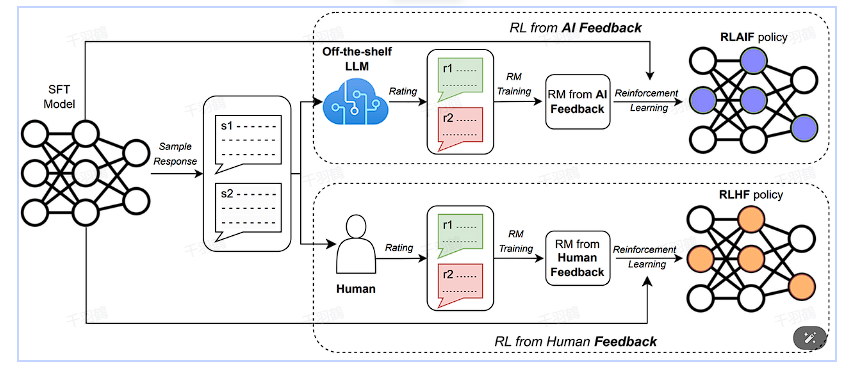 RL from AI Feedback
RLAIF policy
Off-the-shelf
LLM
SFT
Model
Rating
r1 ......
.........
r2 ......
.........
RM
Training
RM from AI
Feedback
Reinforcement
Learning
Sample
Response
s1 - - - - -
- - - -
- - - -
s2 - - - - -
- - - -
- - - -
RLHF policy
Human
Rating
r1 ......
.........
r2 ......
.........
RM
Training
RM from
Human
Feedback
Reinforcement
Learning
RL from Human Feedback